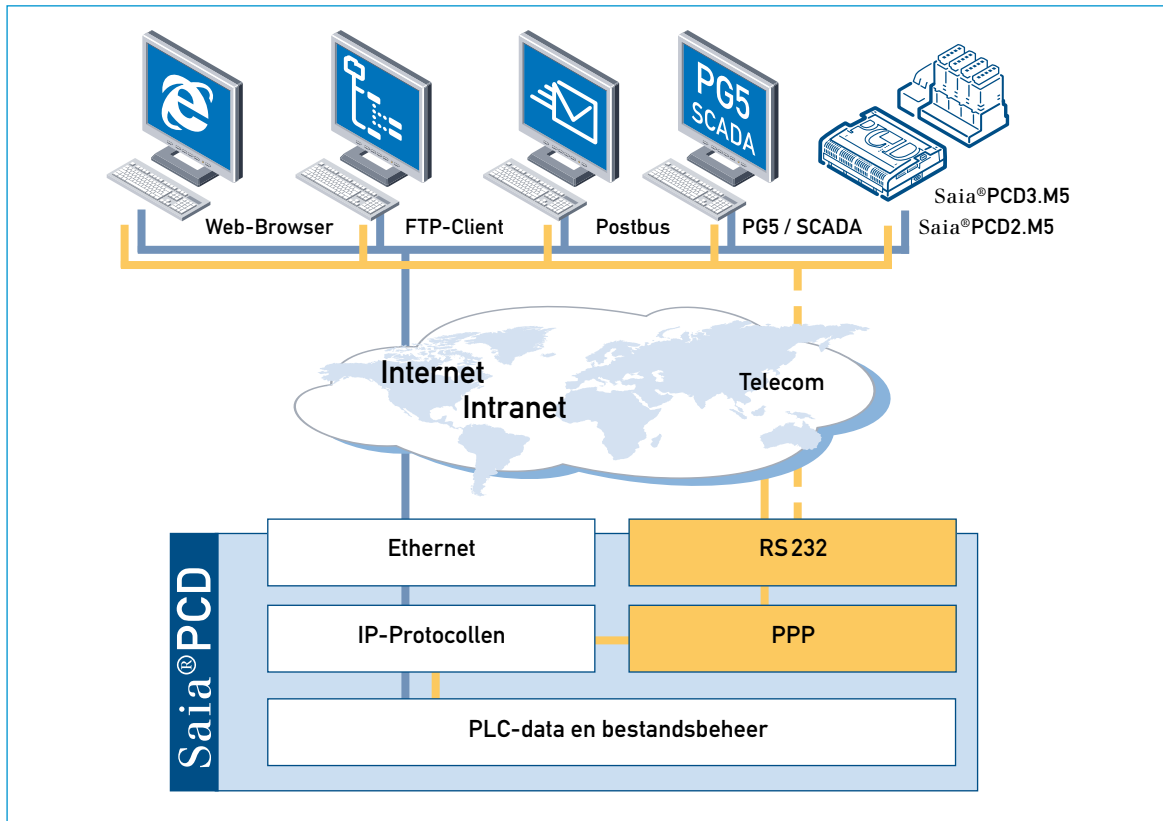 PG5
SCADA
PCD
Saia®PCD3.M5
Web-Browser
FTP-Client
Postbus
PG5 / SCADA
Saia®PCD2.M5
Internet
Intranet
Telecom
Saia®PCD
Ethernet
RS232
IP-Protocollen
PPP
PLC-data en bestandsbeheer